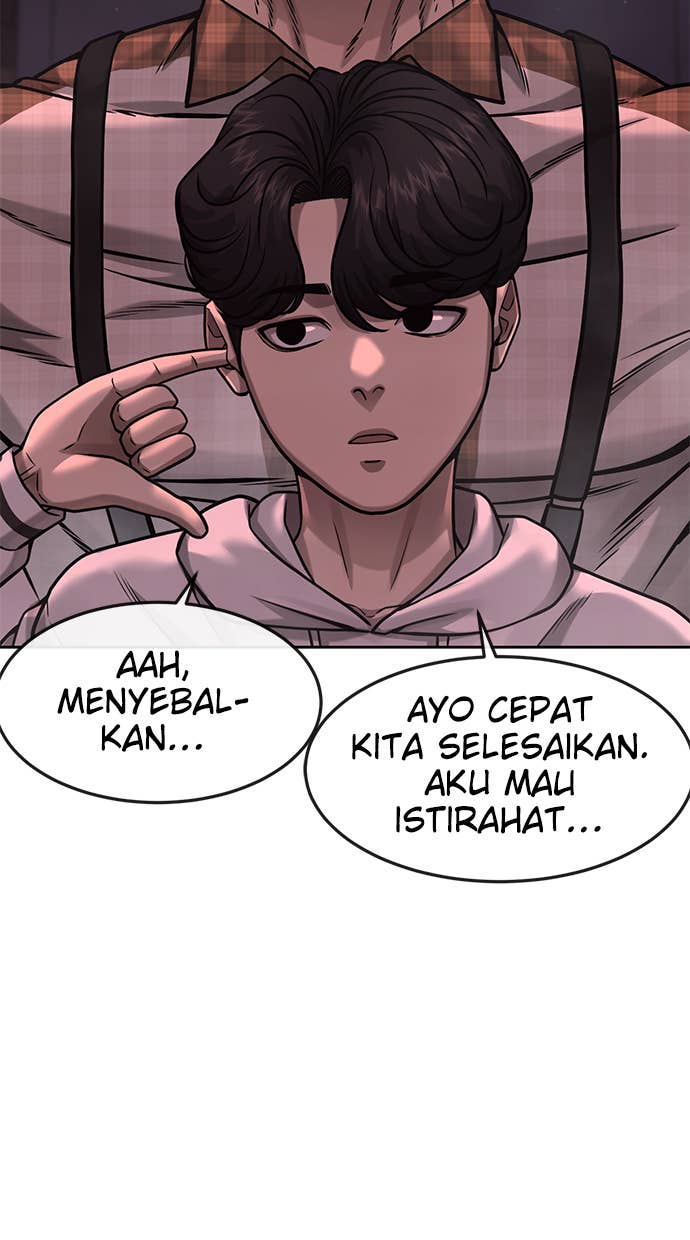 AAH,
MENYEBAL-
KAN...
AYO CEPAT
KITA SELESAIKAN.
AKU MAU
ISTIRAHAT...